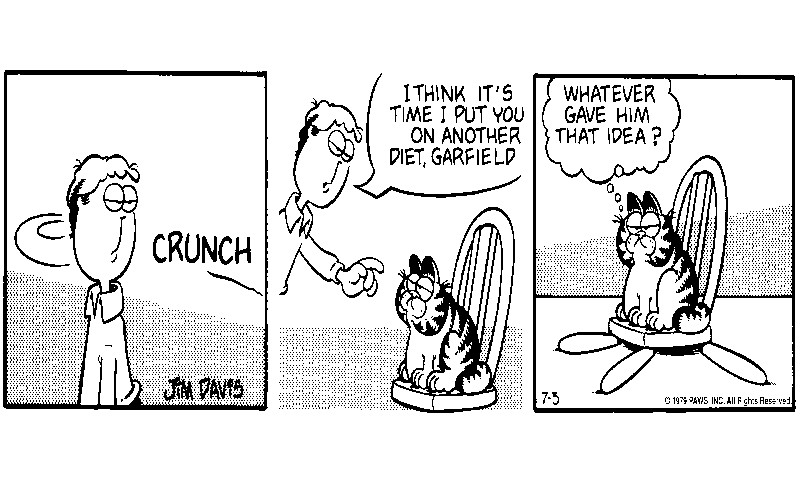 CRUNCH
JIM DAVIS
I THINK IT'S
TIME I PUT YOU
ON ANOTHER
DIET, GARFIELD
WHATEVER
GAVE HIM
THAT IDEA?
7-3
© 1979 PAWS, INC. All Rights Reserved.